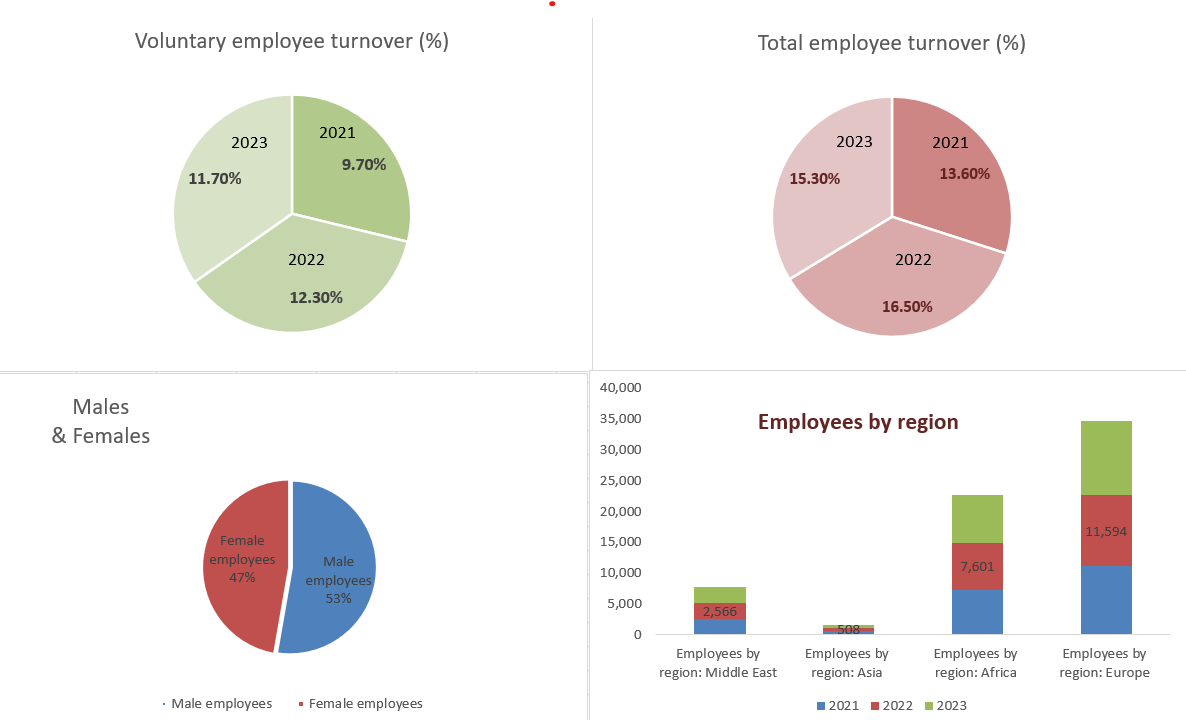 Voluntary employee turnover (%)
2023
2021
11.70%
9.70%
2022
12.30%
Total employee turnover (%)
2023
2021
15.30%
13.60%
2022
16.50%
Males
& Females
Female
employees
47%
Male
employees
53%
Male employees
Female employees
Employees by region
40,000
35,000
30,000
25,000
20,000
15,000
10,000
5,000
0
2,566
508
7,601
11,594
Employees by
region: Middle East
Employees by
region: Asia
Employees by
region: Africa
Employees by
region: Europe
2021 2022 2023